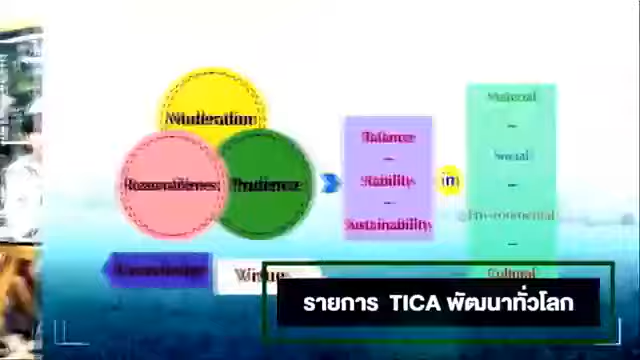 Moderation
Reasonableness
Prudence
Knowledge
Virtues
Balance
–
Stability
–
Sustainability
in
Material
–
Social
–
Environmental
–
Cultural
รายการ TICA พัฒนาทั่วโลก